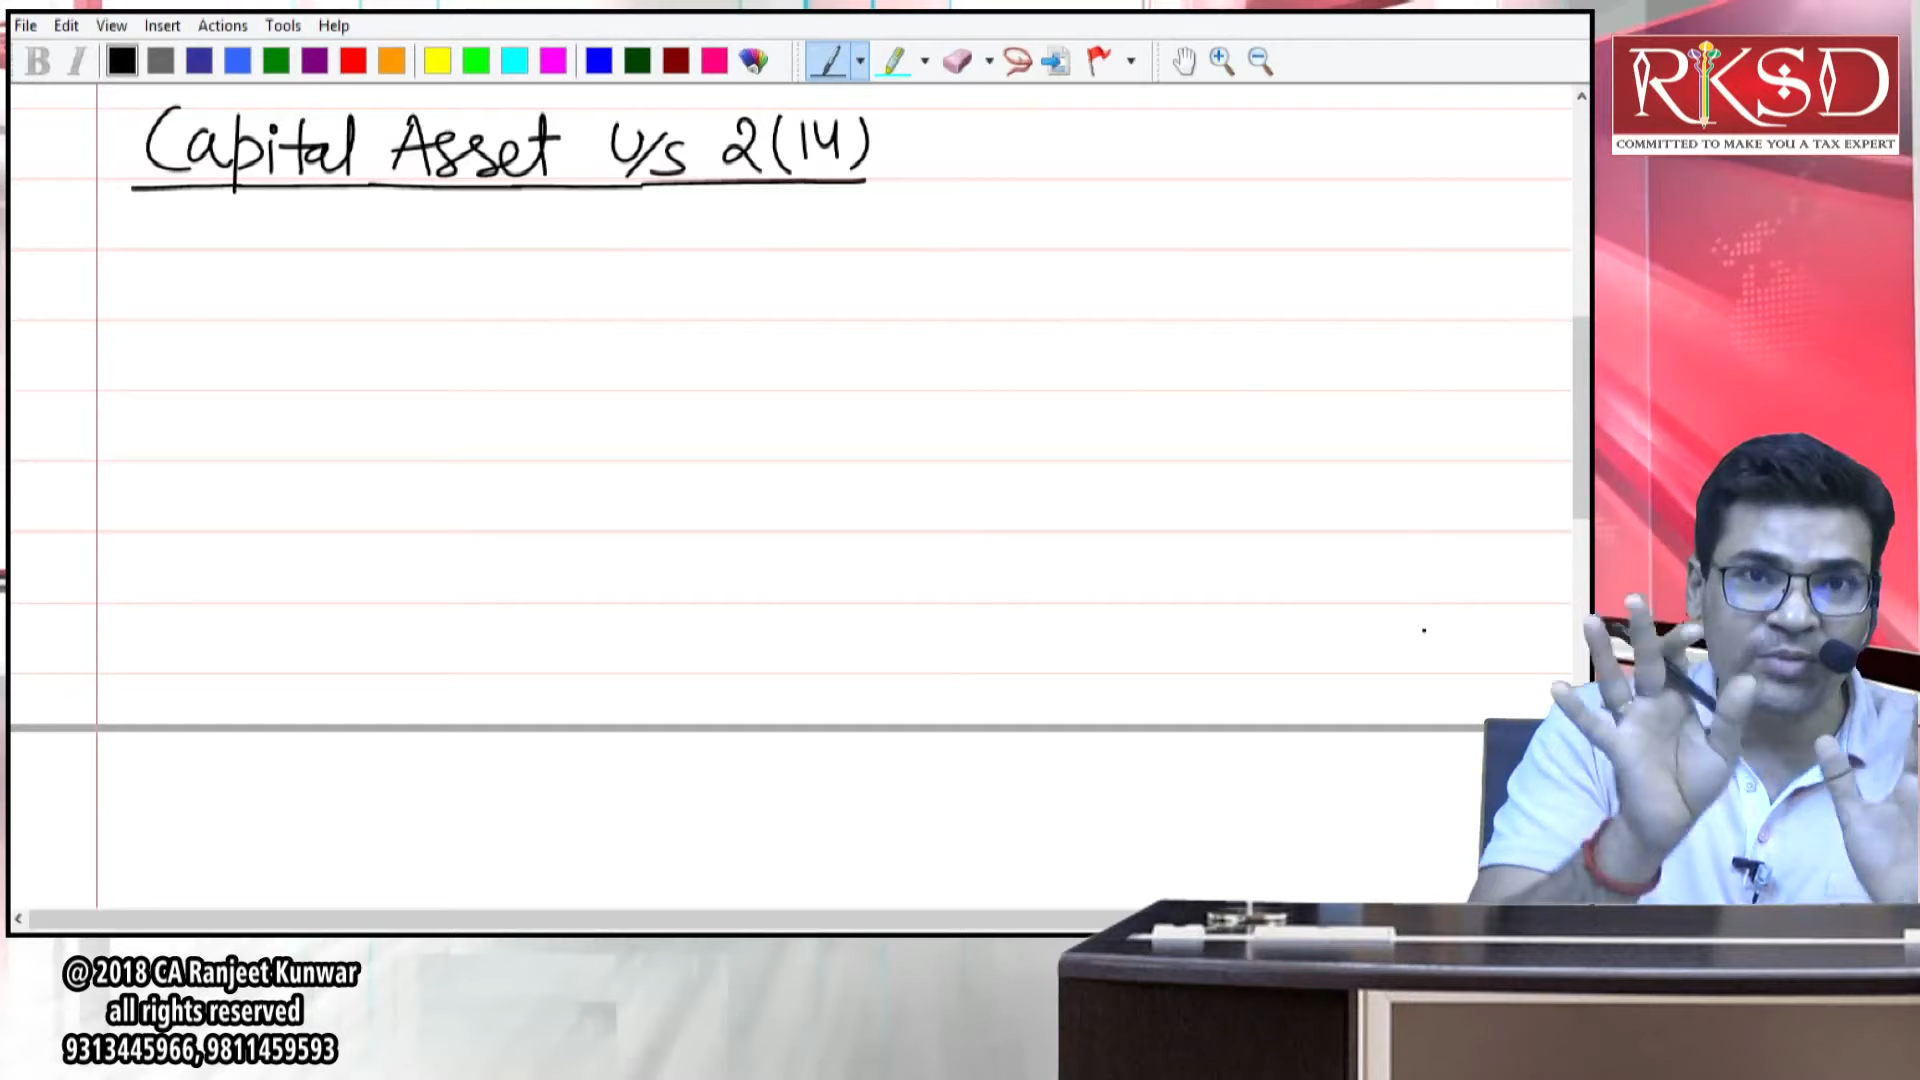 File Edit View Insert Actions Tools Help
B I
Capital Asset U/S 2(14)
RKSD
COMMITTED TO MAKE YOU A TAX EXPERT
@ 2018 CA Ranjeet Kunwar
all rights reserved
9313445966, 9811459593